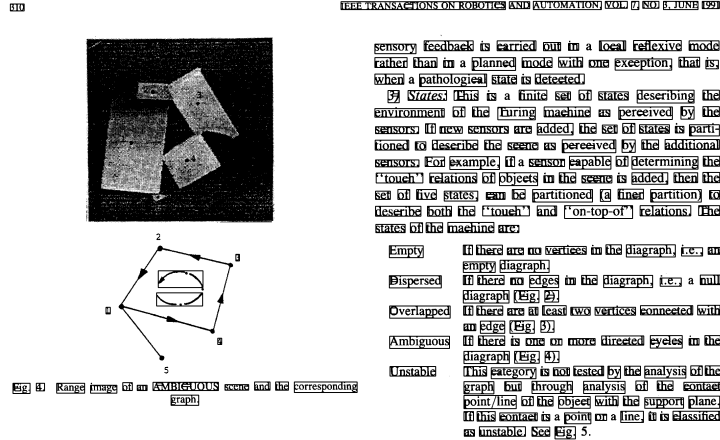 310
IEEE TRANSACTIONS ON ROBOTICS AND AUTOMATION, VOL. 7, NO. 3, JUNE 1991
2
3
1
4
5
Fig. 4. Range image of an AMBIGUOUS scene and the corresponding
graph.
sensory feedback is carried out in a local reflexive mode
rather than in a planned mode with one exception, that is,
when a pathological state is detected.
3) States: This is a finite set of states describing the
environment of the Turing machine as perceived by the
sensors. If new sensors are added, the set of states is parti-
tioned to describe the scene as perceived by the additional
sensors. For example, if a sensor capable of determining the
"touch" relations of objects in the scene is added, then the
set of five states, can be partitioned (a finer partition) to
describe both the "touch" and "on-top-of" relations. The
states of the machine are:
Empty If there are no vertices in the diagraph, i.e., an
empty diagraph.
Dispersed If there no edges in the diagraph, i.e., a null
diagraph (Fig. 2).
Overlapped If there are at least two vertices connected with
an edge (Fig. 3).
Ambiguous If there is one or more directed cycles in the
diagraph (Fig. 4).
Unstable This category is not tested by the analysis of the
graph but through analysis of the contact
point/line of the object with the support plane.
If this contact is a point or a line, it is classified
as unstable. See Fig. 5.